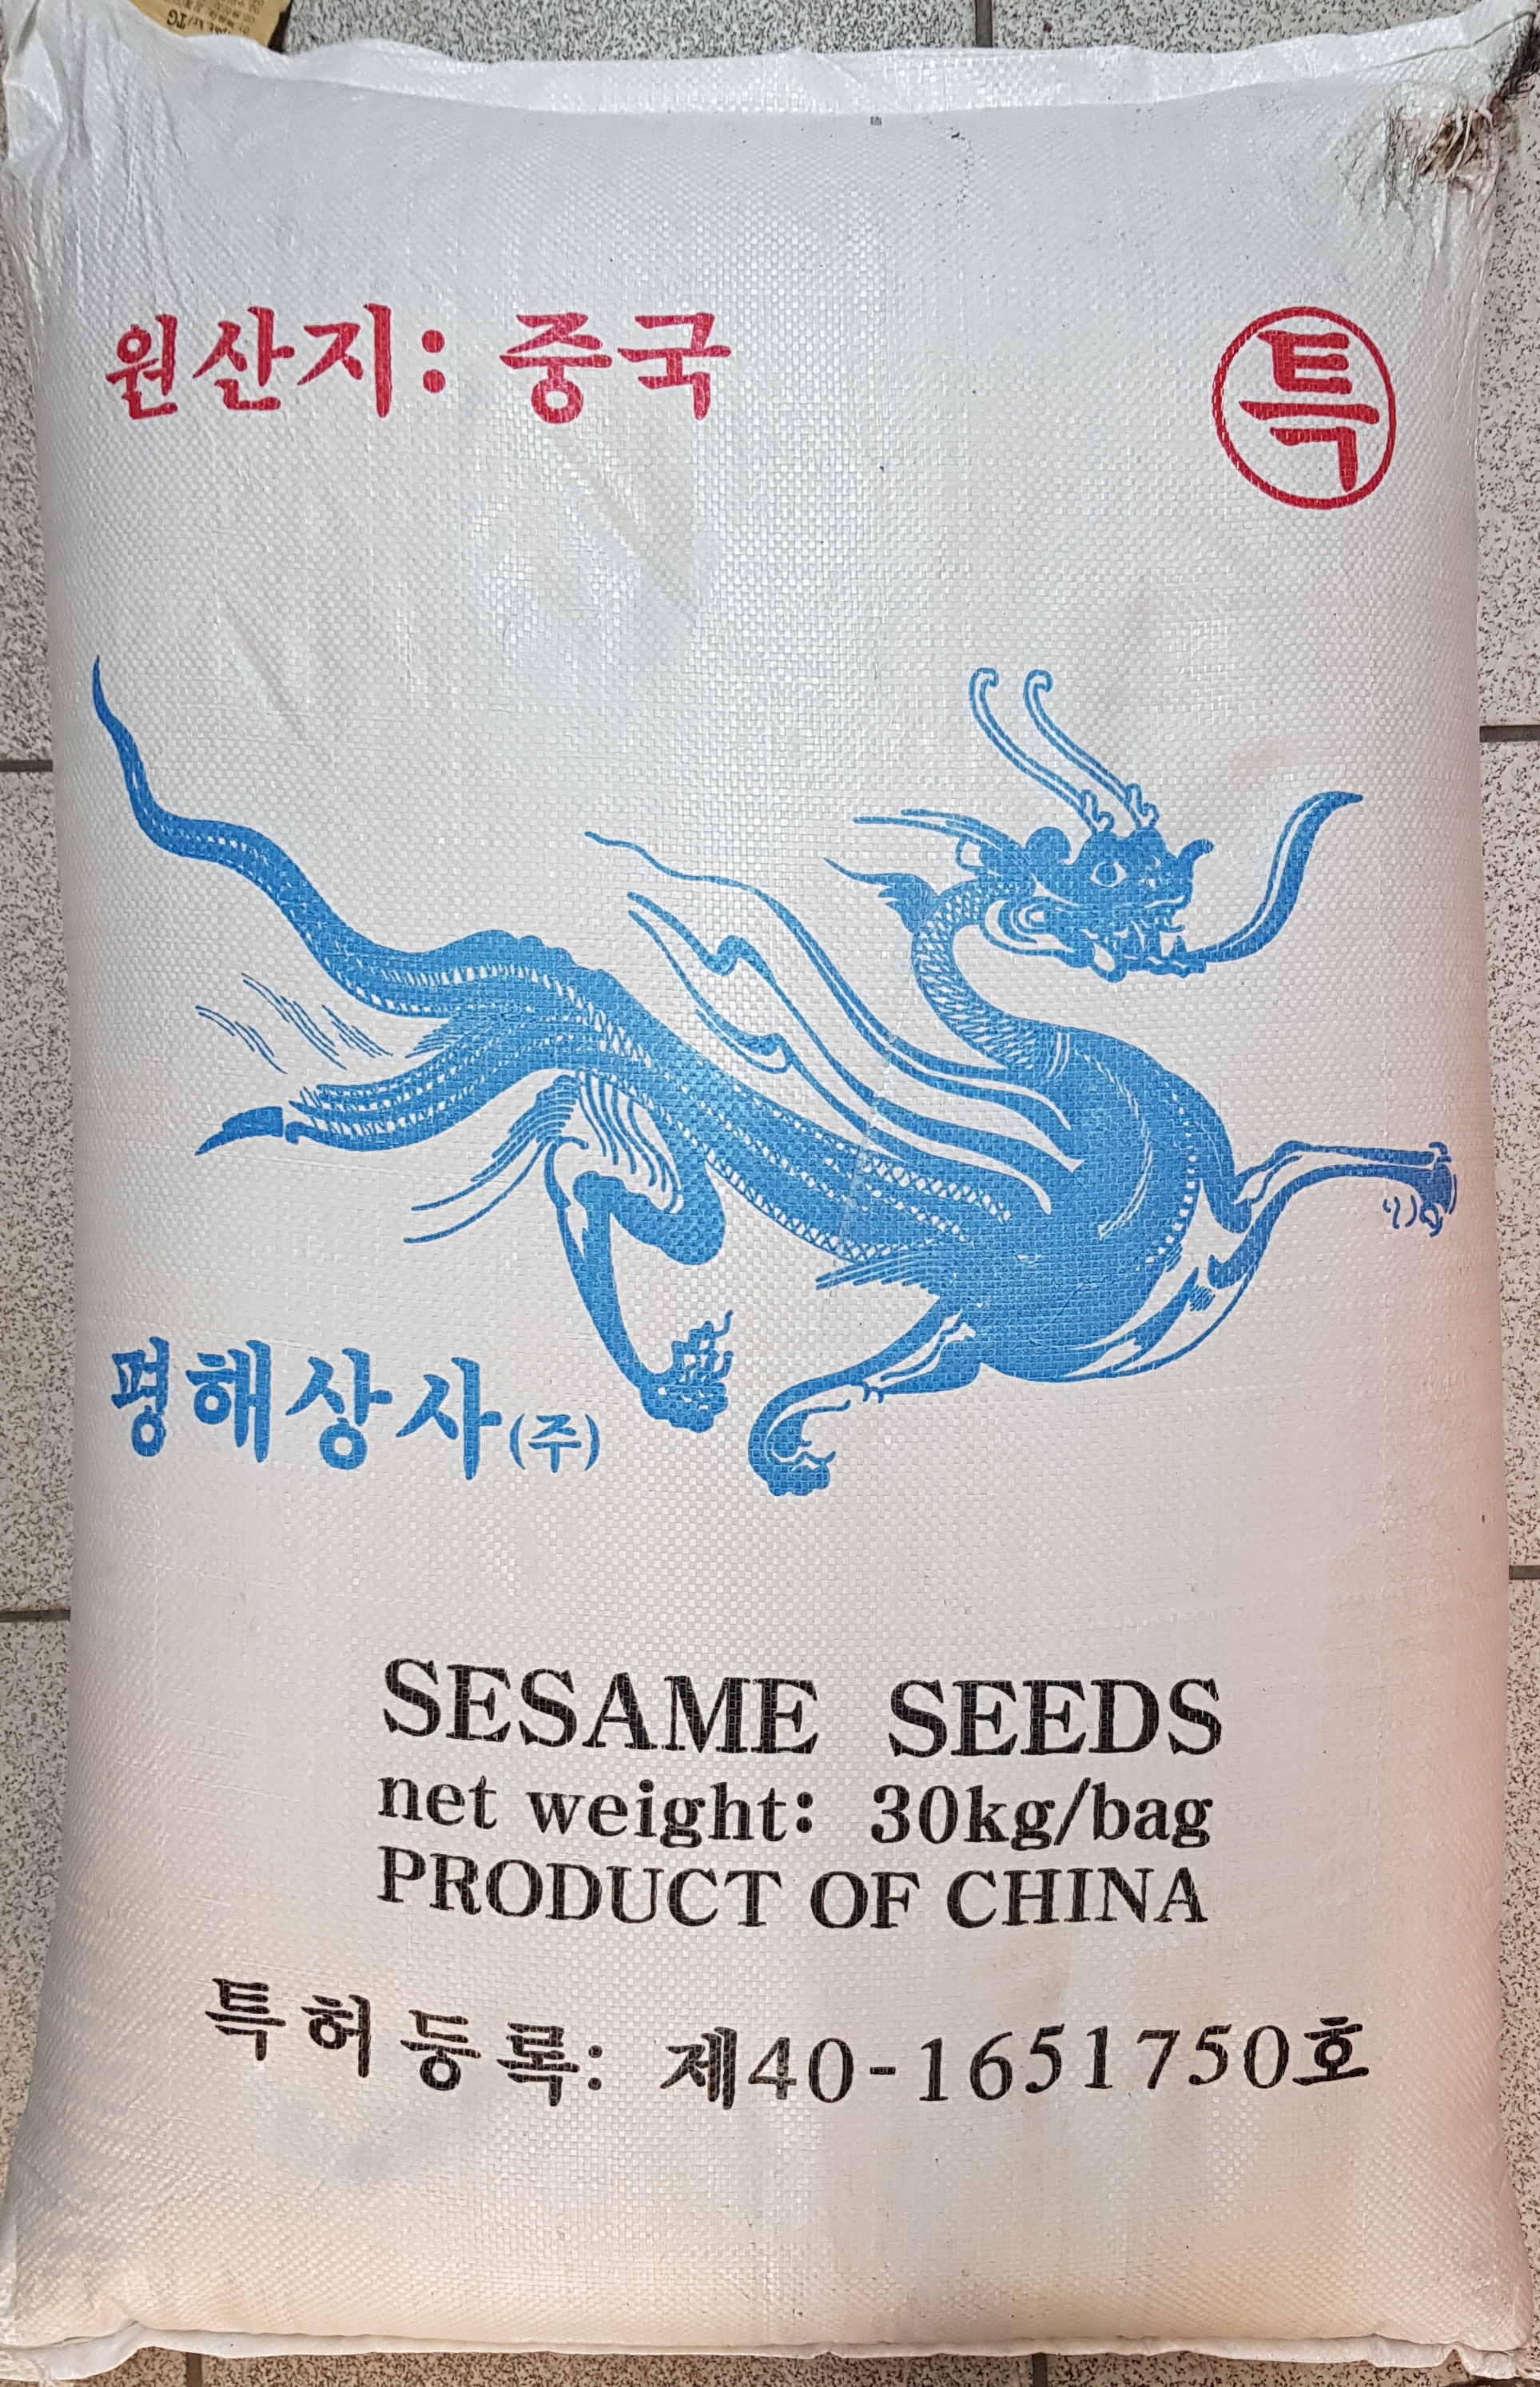 원산지: 중국
특
평해상사(주)
SESAME SEEDS
net weight: 30kg/bag
PRODUCT OF CHINA
특허등록: 제40-1651750호